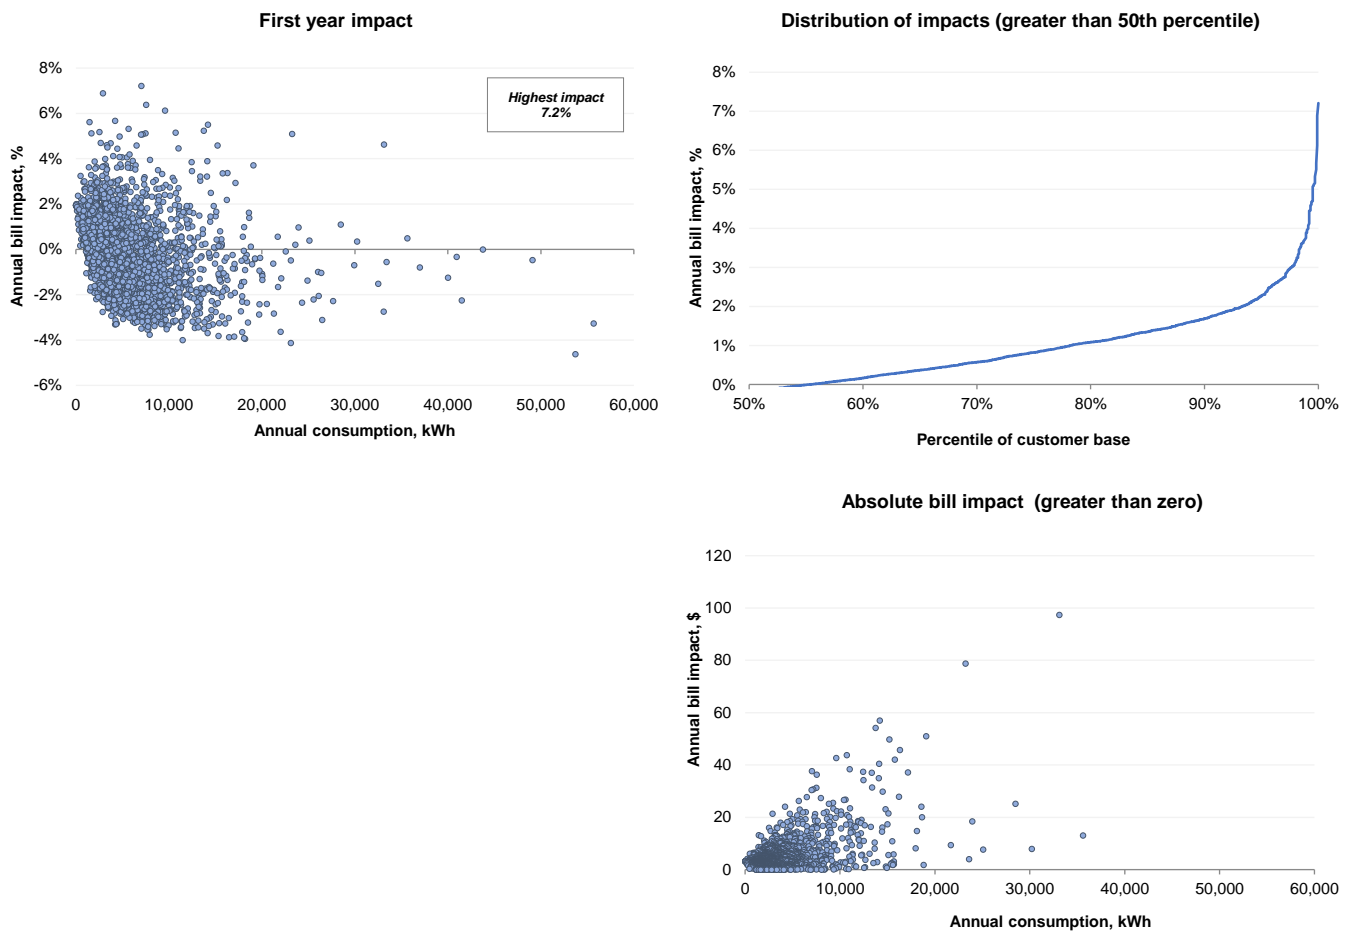 First year impact
8%
6%
4%
2%
0%
-2%
-4%
-6%
Annual bill impact, %
Highest impact
7.2%
0 10,000 20,000 30,000 40,000 50,000 60,000
Annual consumption, kWh
Distribution of impacts (greater than 50th percentile)
8%
7%
6%
5%
4%
3%
2%
1%
0%
Annual bill impact, %
50% 60% 70% 80% 90% 100%
Percentile of customer base
Absolute bill impact (greater than zero)
120
100
80
60
40
20
0
Annual bill impact, $
0 10,000 20,000 30,000 40,000 50,000 60,000
Annual consumption, kWh